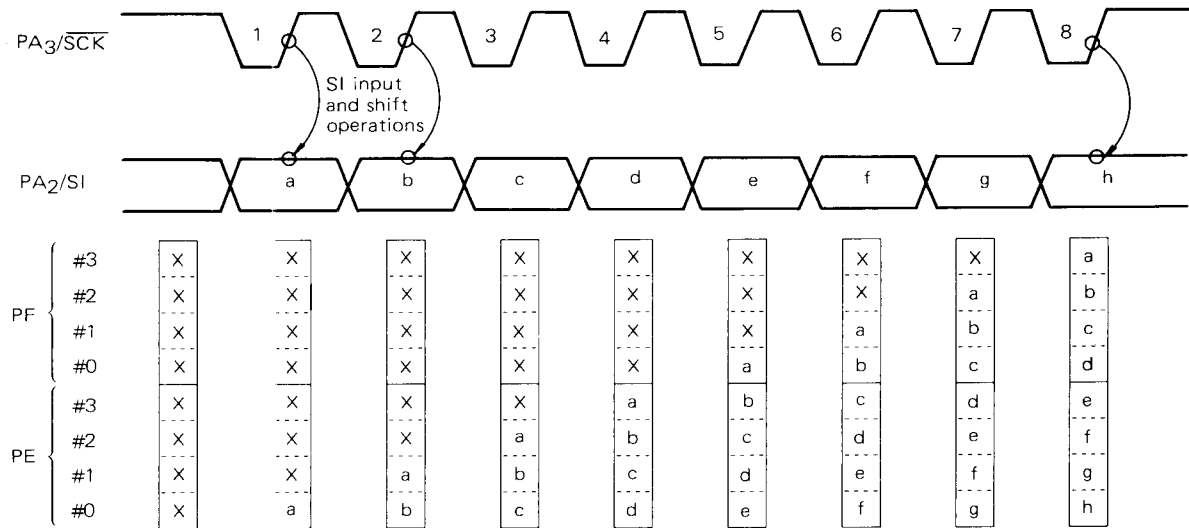 PA3/SCK 1 2 3 4 5 6 7 8
SI input
and shift
operations
PA2/SI a b c d e f g h
#3 X X X X X X X X a
#2 X X X X X X X a b
PF
#1 X X X X X X a b c
#0 X X X X X a b c d
#3 X X X X a b c d e
#2 X X X a b c d e f
PE
#1 X X a b c d e f g
#0 X a b c d e f g h